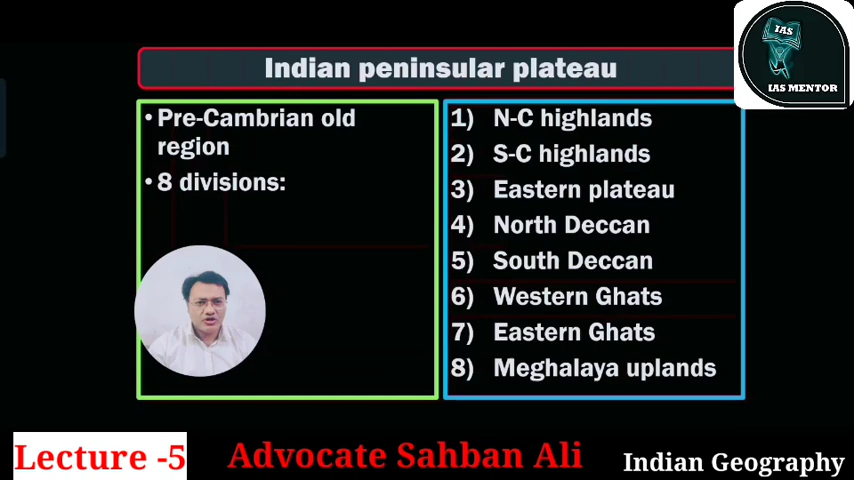 IAS
IAS MENTOR
Indian peninsular plateau
• Pre-Cambrian old
region
• 8 divisions:
1) N-C highlands
2) S-C highlands
3) Eastern plateau
4) North Deccan
5) South Deccan
6) Western Ghats
7) Eastern Ghats
8) Meghalaya uplands
Lecture -5
Advocate Sahban Ali
Indian Geography